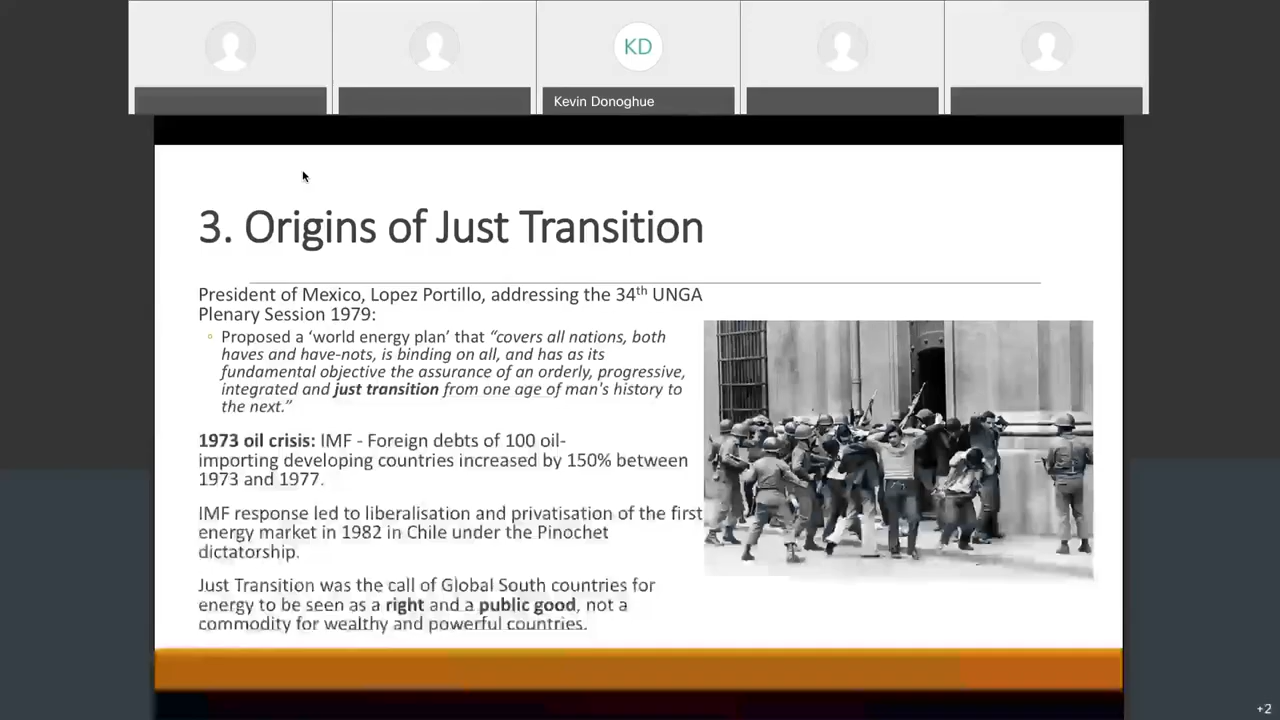 KD
Kevin Donoghue
3. Origins of Just Transition
President of Mexico, Lopez Portillo, addressing the 34th UNGA
Plenary Session 1979:
Proposed a ‘world energy plan’ that “covers all nations, both
haves and have-nots, is binding on all, and has as its
fundamental objective the assurance of an orderly, progressive,
integrated and just transition from one age of man's history to
the next.”
1973 oil crisis: IMF - Foreign debts of 100 oil-
importing developing countries increased by 150% between
1973 and 1977.
IMF response led to liberalisation and privatisation of the first
energy market in 1982 in Chile under the Pinochet
dictatorship.
Just Transition was the call of Global South countries for
energy to be seen as a right and a public good, not a
commodity for wealthy and powerful countries.
+2